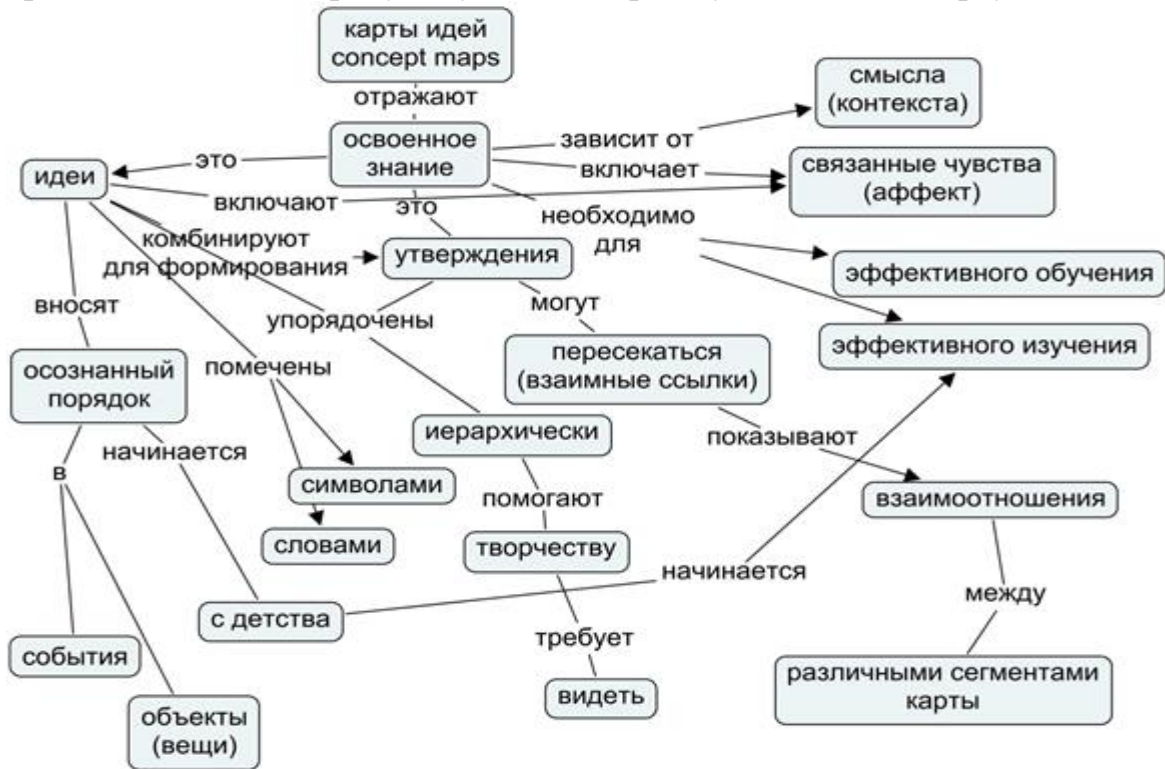 карты идей
concept maps
отражают
смысла
(контекста)
освоенное
знание
зависит от
это
включает
связанные чувства
(аффект)
идеи
включают
это
необходимо
для
комбинируют
для формирования
утверждения
эффективного обучения
вносят
упорядочены
могут
эффективного изучения
осознанный
порядок
помечены
пересекаться
(взаимные ссылки)
начинается
иерархически
показывают
в
символами
помогают
взаимоотношения
словами
творчеству
начинается
между
с детства
требует
события
видеть
различными сегментами
карты
объекты
(вещи)